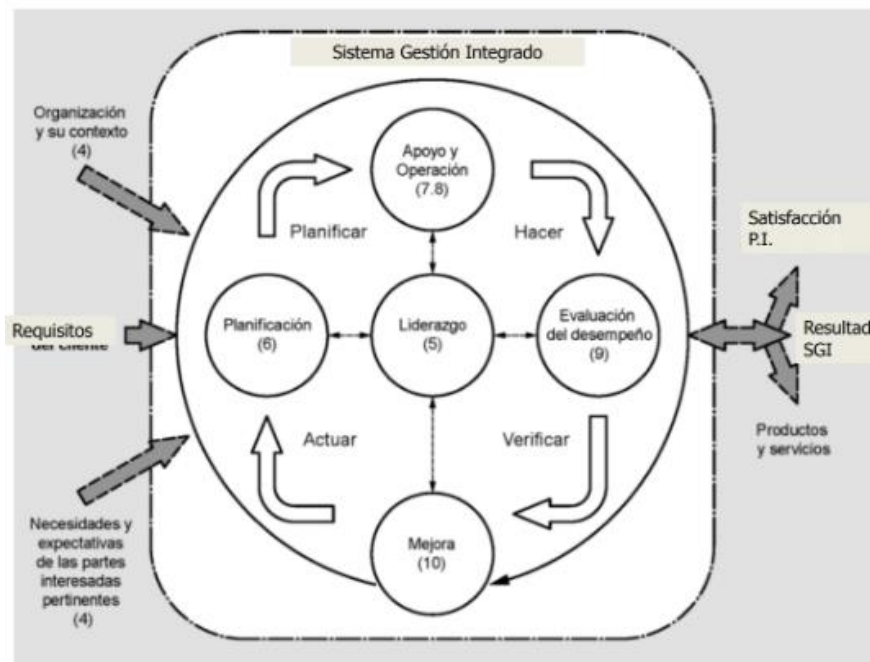 Sistema Gestión Integrado
Organización
y su contexto
(4)
Apoyo y
Operación
(7.8)
Planificar
Hacer
Satisfacción
P.I.
Requisitos
del cliente
Planificación
(6)
Liderazgo
(5)
Evaluación
del desempeño
(9)
Resultad
SGI
Actuar
Verificar
Productos
y servicios
Necesidades y
expectativas
de las partes
interesadas
pertinentes
(4)
Mejora
(10)